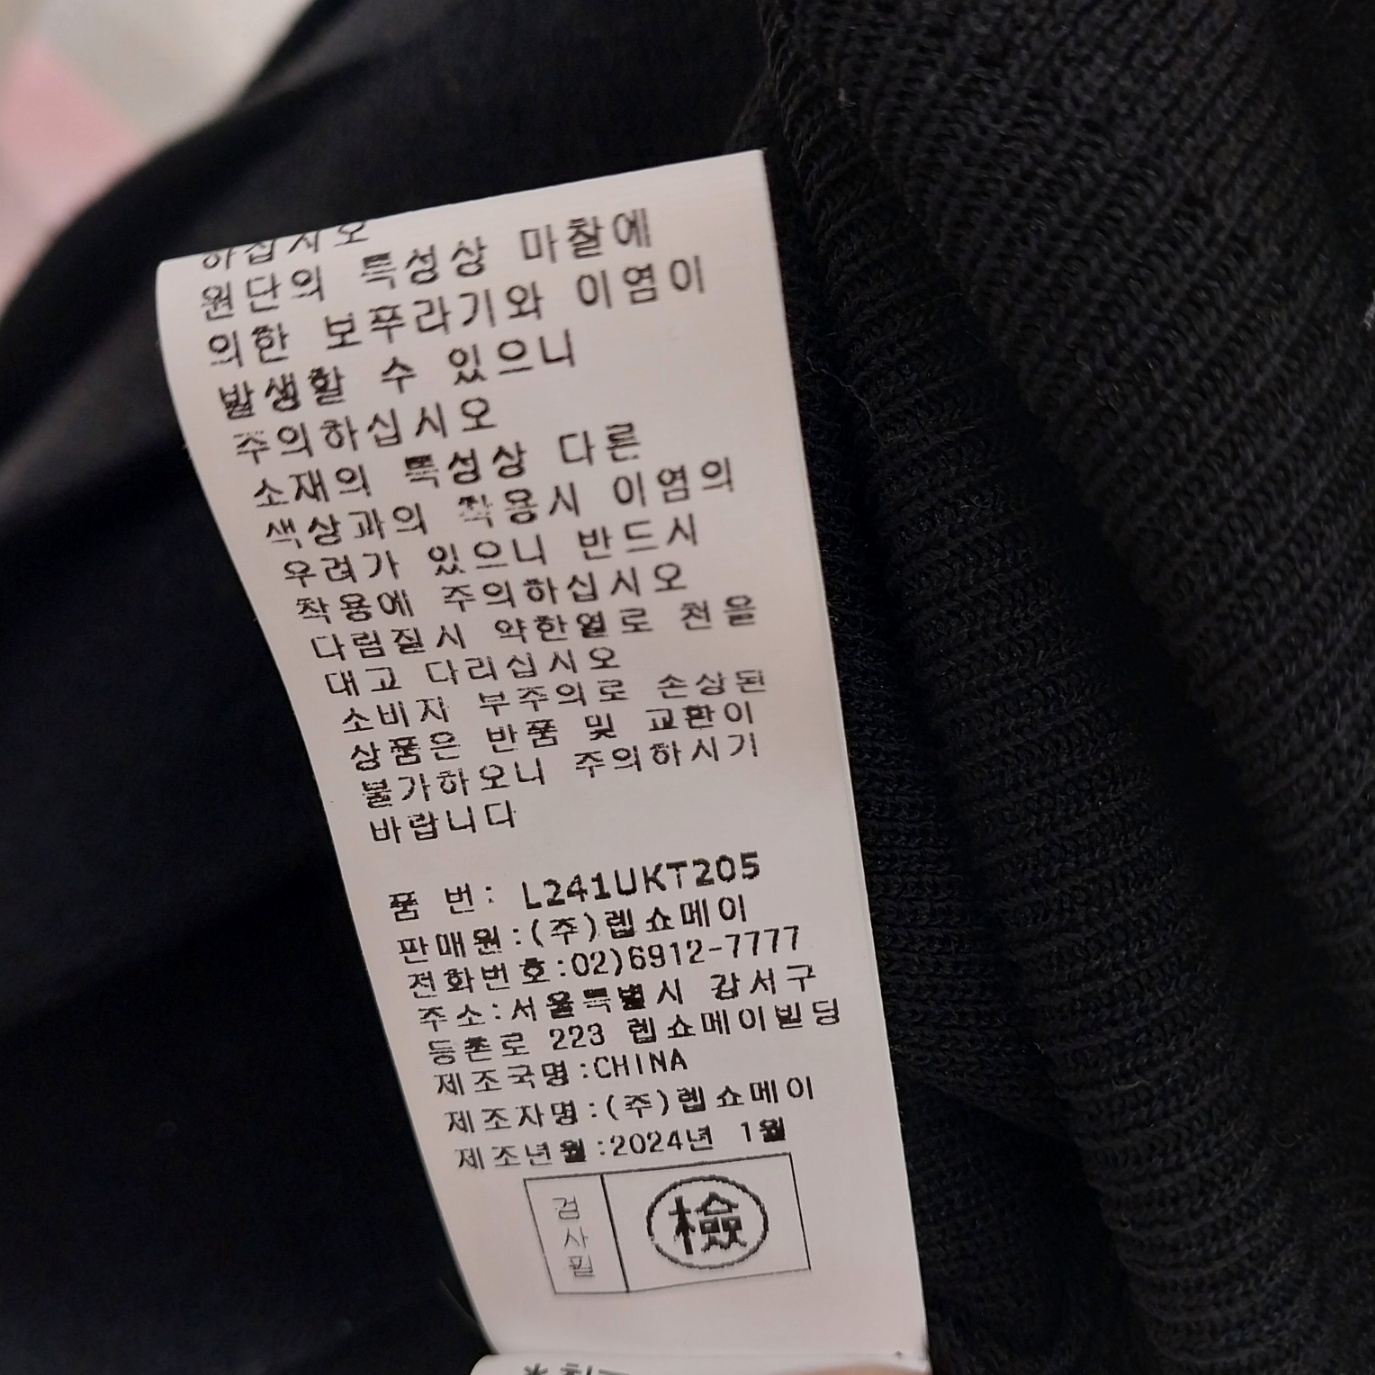 하십시오
원단의 특성상 마찰에
의한 보푸라기와 이염이
발생할 수 있으니
주의하십시오
소재의 특성상 다른
색상과의 착용시 이염의
우려가 있으니 반드시
착용에 주의하십시오
다림질시 약한열로 천을
대고 다리십시오
소비자 부주의로 손상된
상품은 반품 및 교환이
불가하오니 주의하시기
바랍니다
품 번: L241UKT205
판매원:(주)렙쇼메이
전화번호:02)6912-7777
주소:서울특별시 강서구
등촌로 223 렙쇼메이빌딩
제조국명:CHINA
제조자명:(주)렙쇼메이
제조년월:2024년 1월
검사필 檢